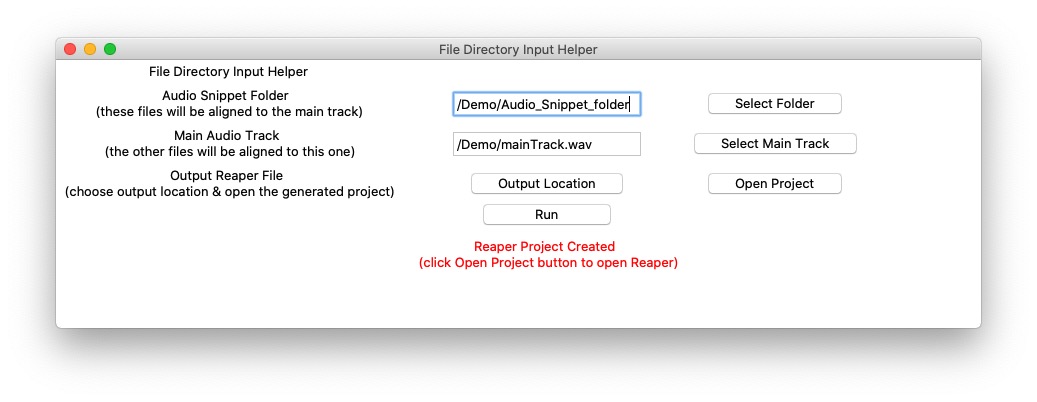 File Directory Input Helper
File Directory Input Helper
Audio Snippet Folder
(these files will be aligned to the main track)
/Demo/Audio_Snippet_folder
Select Folder
Main Audio Track
(the other files will be aligned to this one)
/Demo/mainTrack.wav
Select Main Track
Output Reaper File
(choose output location & open the generated project)
Output Location
Open Project
Run
Reaper Project Created
(click Open Project button to open Reaper)